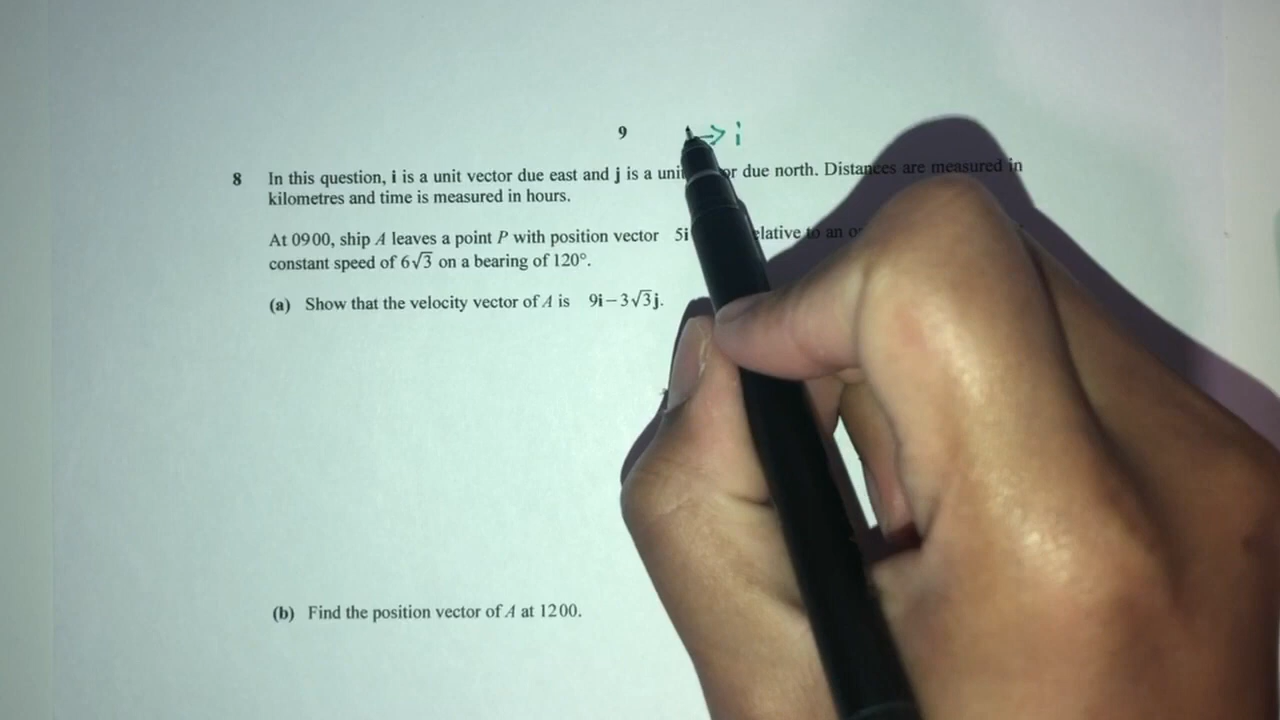 9 → i
8 In this question, i is a unit vector due east and j is a due north. Distances are measured in
kilometres and time is measured in hours.
At 0900, ship A leaves a point P with position vector 5i to an
constant speed of 6√3 on a bearing of 120°.
(a) Show that the velocity vector of A is 9i−3√3j.
(b) Find the position vector of A at 1200.